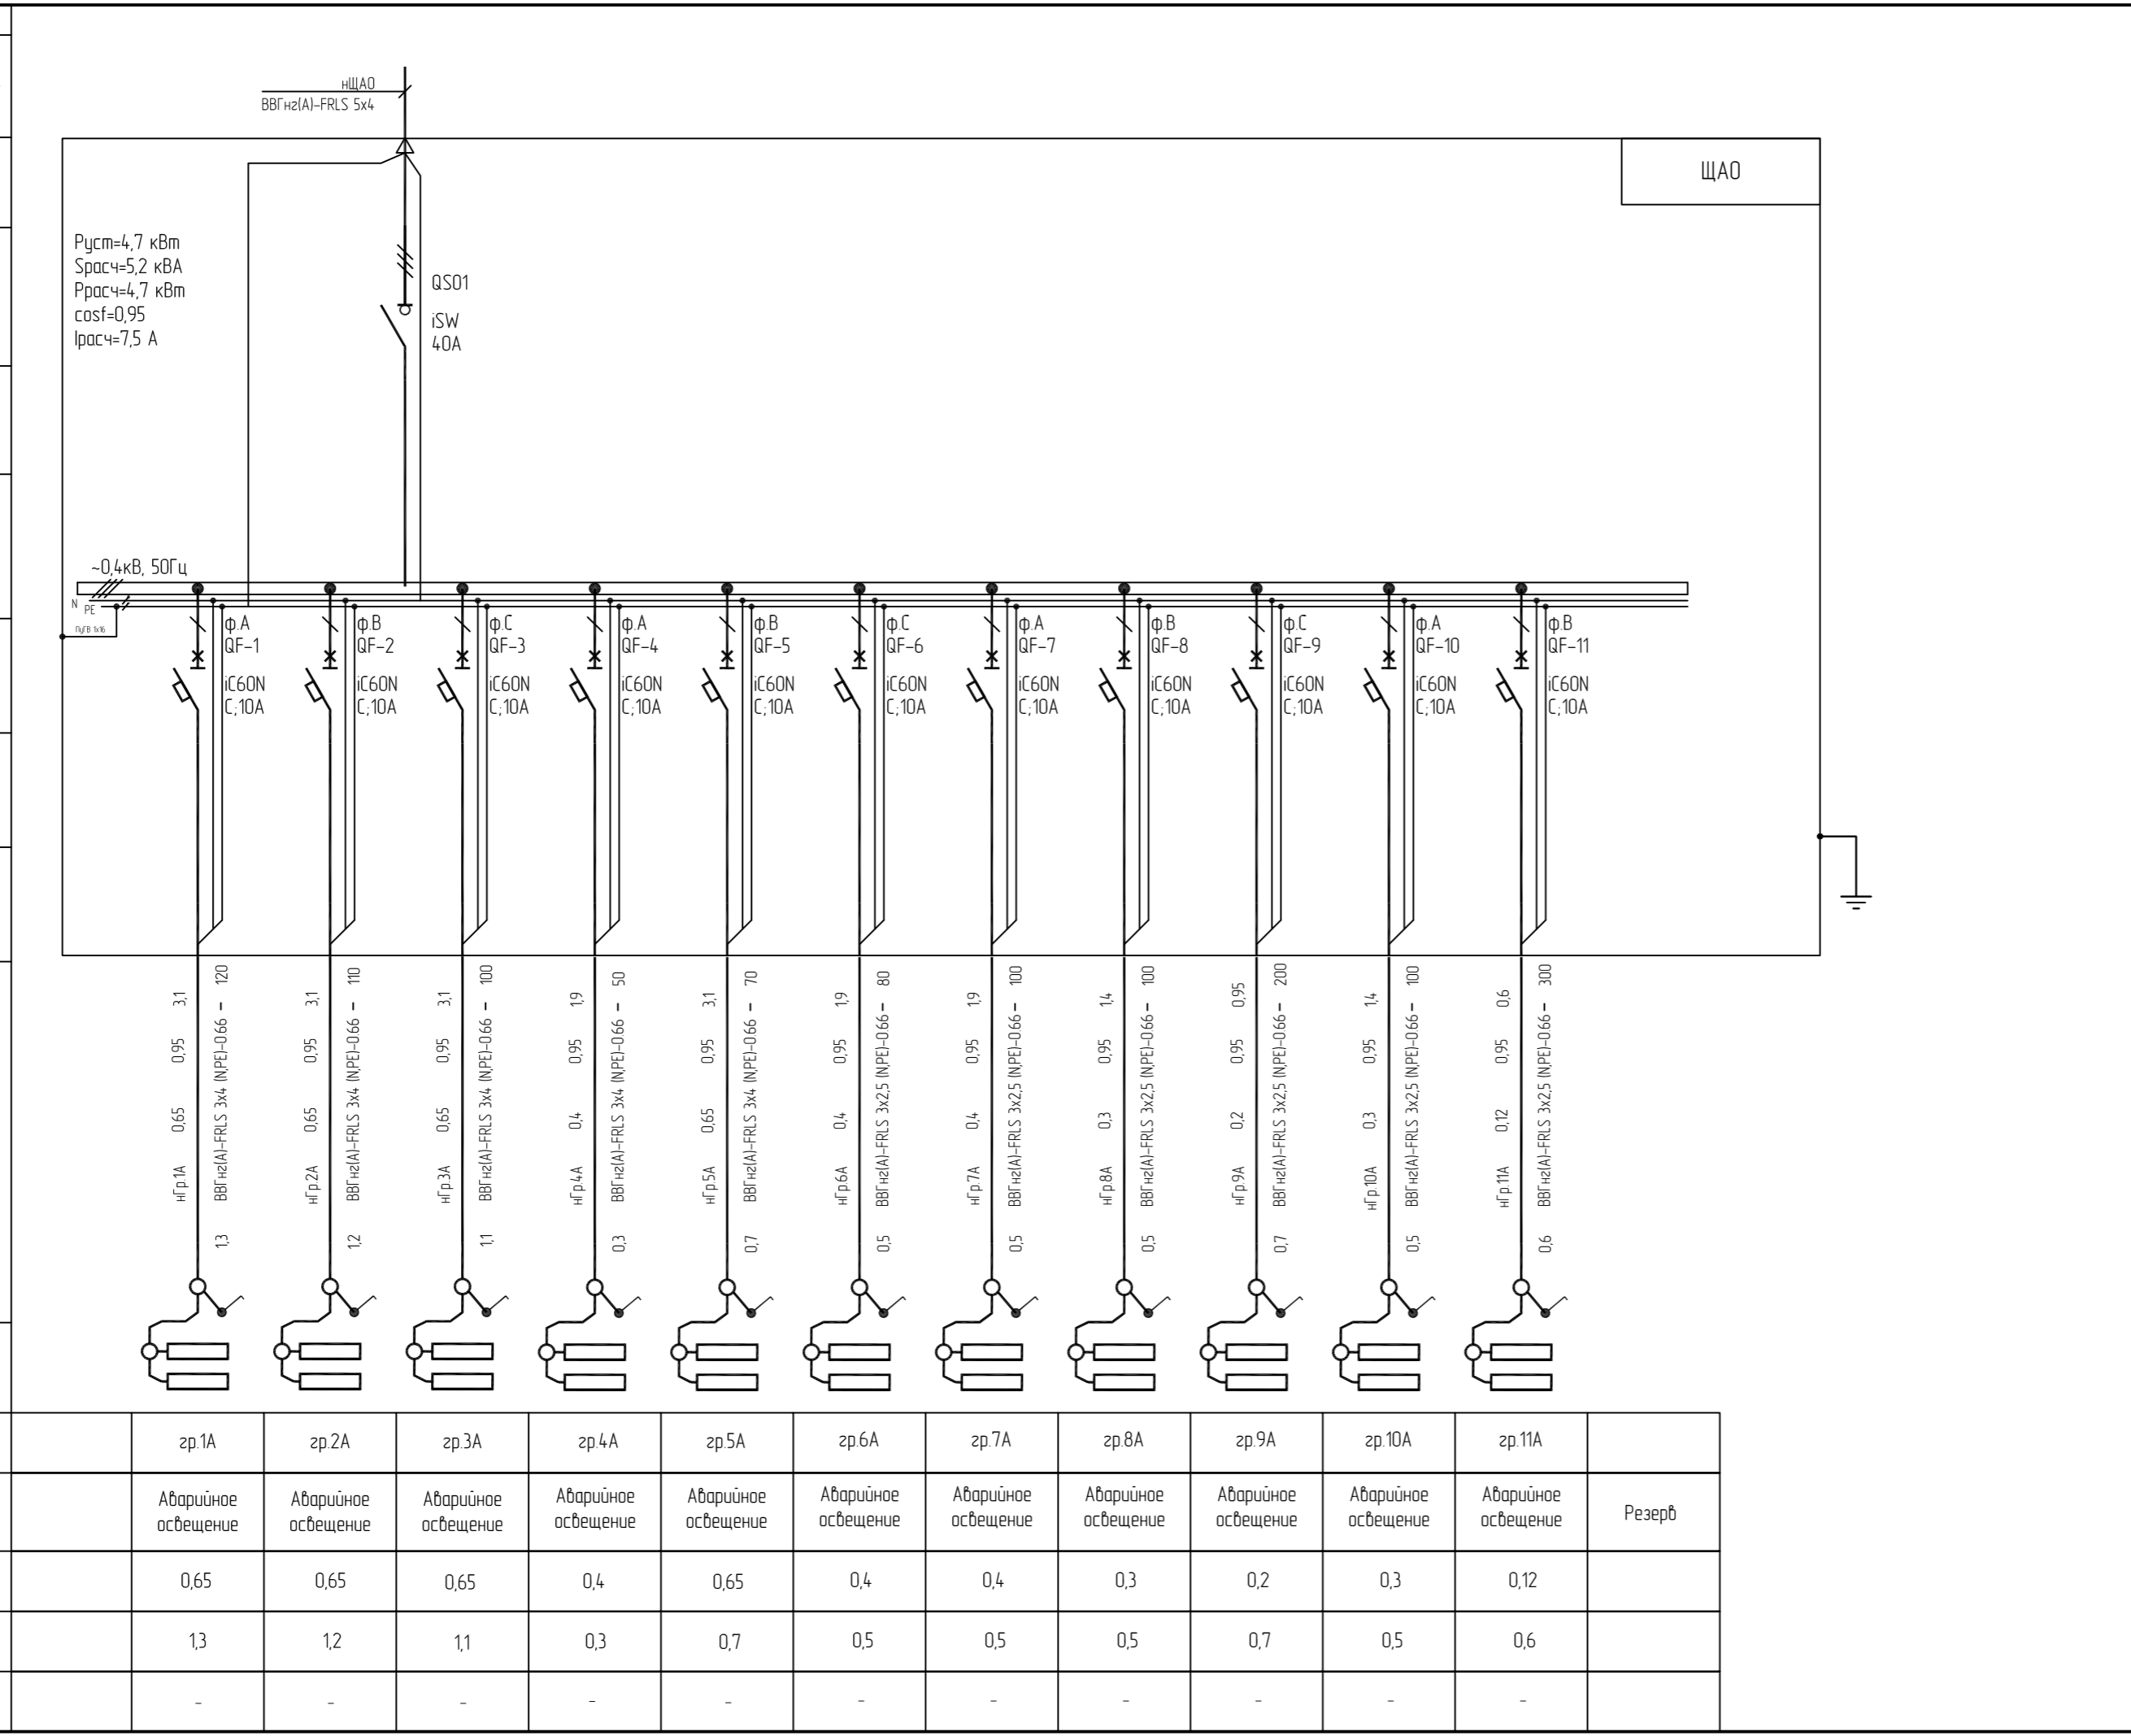 нЩАО
ВВГнг(А)-FRLS 5х4
ЩАО
Руст=4,7 кВт
Sрасч=5,2 кВА
Ррасч=4,7 кВт
cosf=0,95
Iрасч=7,5 А
QS01
iSW
40A
~0,4кВ, 50Гц
N
PE
ПуГВ 1х16
ф.А
QF-1
iC60N
C;10A
ф.В
QF-2
iC60N
C;10A
ф.С
QF-3
iC60N
C;10A
ф.А
QF-4
iC60N
C;10A
ф.В
QF-5
iC60N
C;10A
ф.С
QF-6
iC60N
C;10A
ф.А
QF-7
iC60N
C;10A
ф.В
QF-8
iC60N
C;10A
ф.С
QF-9
iC60N
C;10A
ф.А
QF-10
iC60N
C;10A
ф.В
QF-11
iC60N
C;10A
нГр.1А 0,65 0,95 3,1
1,3 ВВГнг(А)-FRLS 3х4 (N,PE)-0.66 - 120
нГр.2А 0,65 0,95 3,1
1,2 ВВГнг(А)-FRLS 3х4 (N,PE)-0.66 - 110
нГр.3А 0,65 0,95 3,1
1,1 ВВГнг(А)-FRLS 3х4 (N,PE)-0.66 - 100
нГр.4А 0,4 0,95 1,9
0,3 ВВГнг(А)-FRLS 3х4 (N,PE)-0.66 - 50
нГр.5А 0,65 0,95 3,1
0,7 ВВГнг(А)-FRLS 3х4 (N,PE)-0.66 - 70
нГр.6А 0,4 0,95 1,9
0,5 ВВГнг(А)-FRLS 3х2,5 (N,PE)-0.66 - 80
нГр.7А 0,4 0,95 1,9
0,5 ВВГнг(А)-FRLS 3х2,5 (N,PE)-0.66 - 100
нГр.8А 0,3 0,95 1,4
0,5 ВВГнг(А)-FRLS 3х2,5 (N,PE)-0.66 - 100
нГр.9А 0,2 0,95 0,95
0,7 ВВГнг(А)-FRLS 3х2,5 (N,PE)-0.66 - 200
нГр.10А 0,3 0,95 1,4
0,5 ВВГнг(А)-FRLS 3х2,5 (N,PE)-0.66 - 100
нГр.11А 0,12 0,95 0,6
0,6 ВВГнг(А)-FRLS 3х2,5 (N,PE)-0.66 - 300
гр.1А гр.2А гр.3А гр.4А гр.5А гр.6А гр.7А гр.8А гр.9А гр.10А гр.11А
Аварийное Аварийное Аварийное Аварийное Аварийное Аварийное Аварийное Аварийное Аварийное Аварийное Аварийное
освещение освещение освещение освещение освещение освещение освещение освещение освещение освещение освещение Резерв
0,65 0,65 0,65 0,4 0,65 0,4 0,4 0,3 0,2 0,3 0,12
1,3 1,2 1,1 0,3 0,7 0,5 0,5 0,5 0,7 0,5 0,6
- - - - - - - - - - -